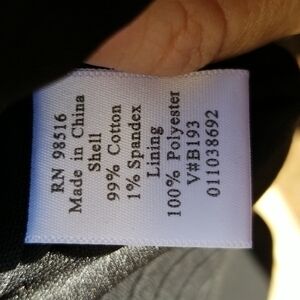 RN 98516
Made in China
Shell
99% Cotton
1% Spandex
Lining
100% Polyester
V#B193
011038692